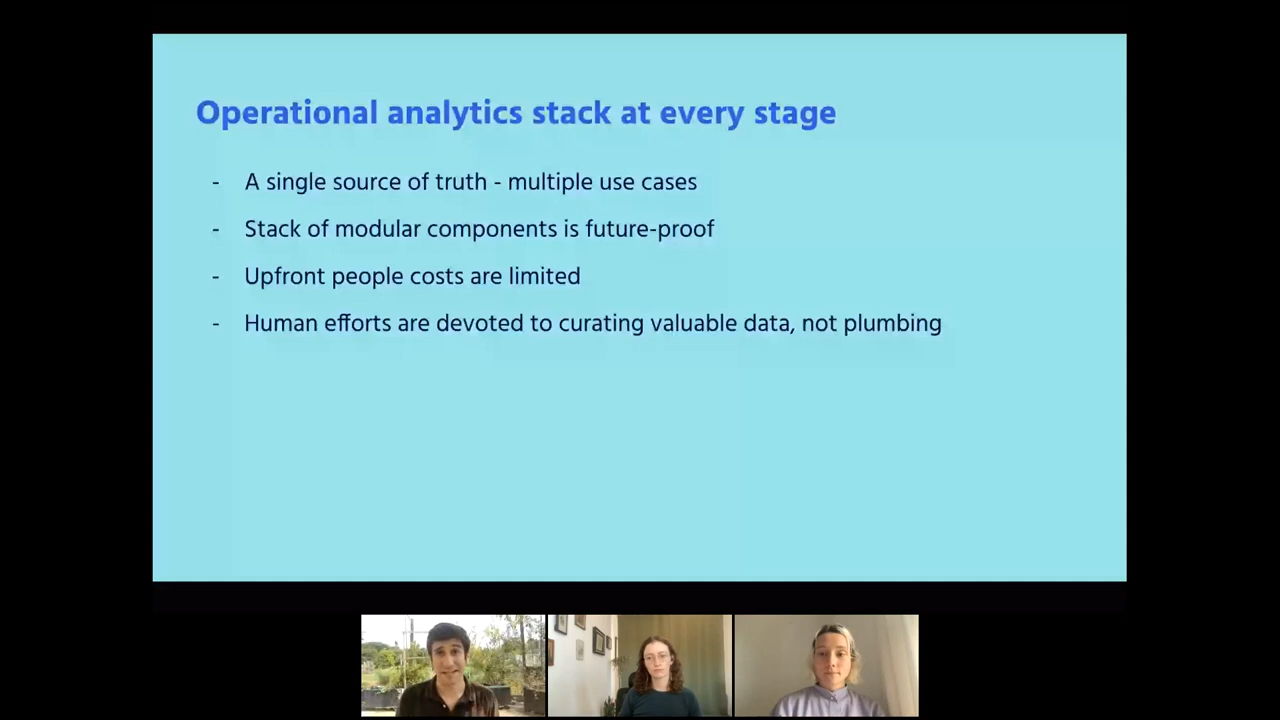 Operational analytics stack at every stage
- A single source of truth - multiple use cases
- Stack of modular components is future-proof
- Upfront people costs are limited
- Human efforts are devoted to curating valuable data, not plumbing